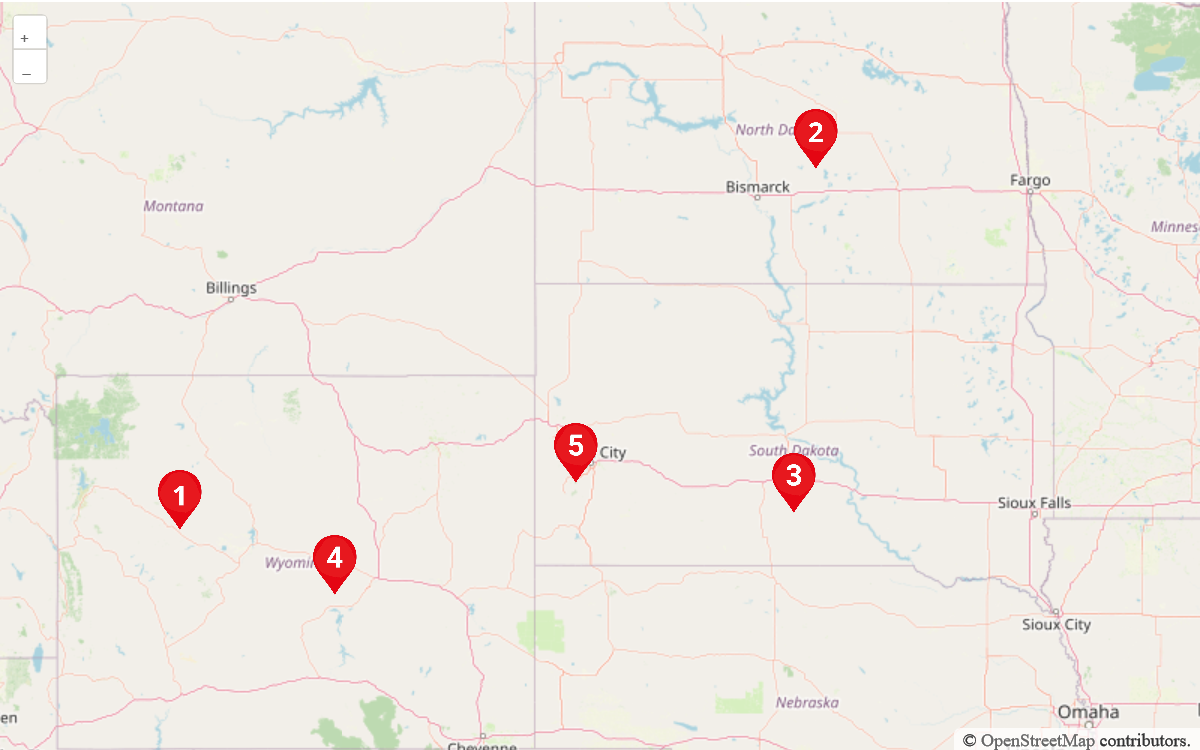 +
–
2
North Da
Fargo
Bismarck
Montana
Minnes
Billings
5
City
South Dakota
3
1
Sioux Falls
4
Wyomin
Sioux City
Nebraska
Omaha
en
Cheyenne
© OpenStreetMap contributors.